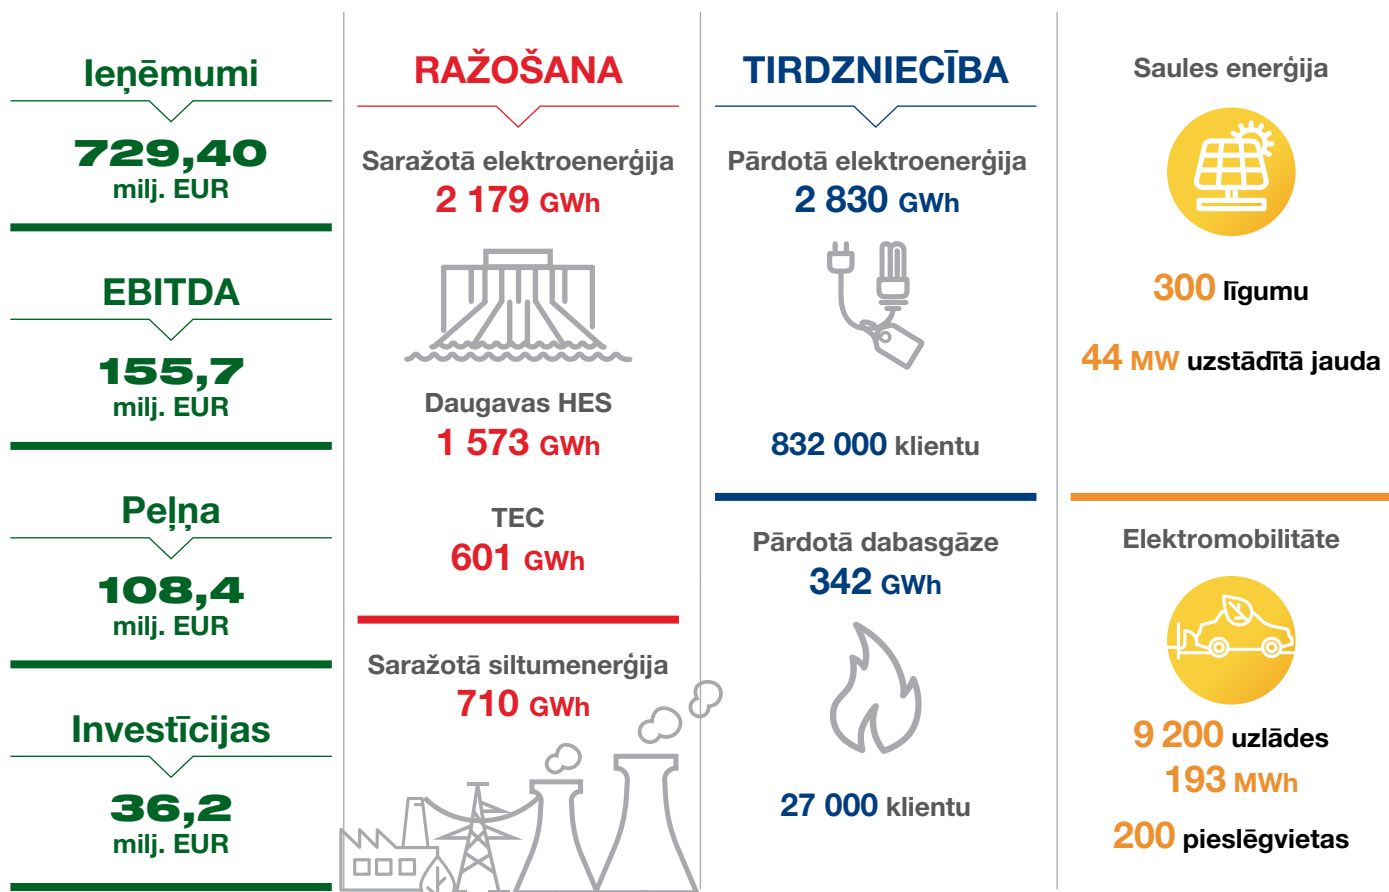 Ieņēmumi
729,40
milj. EUR
EBITDA
155,7
milj. EUR
Peļņa
108,4
milj. EUR
Investīcijas
36,2
milj. EUR
RAŽOŠANA
Saražotā elektroenerģija
2 179 GWh
Daugavas HES
1 573 GWh
TEC
601 GWh
Saražotā siltumenerģija
710 GWh
TIRDZNIECĪBA
Pārdotā elektroenerģija
2 830 GWh
832 000 klientu
Pārdotā dabasgāze
342 GWh
27 000 klientu
Saules enerģija
300 līgumu
44 MW uzstādītā jauda
Elektromobilitāte
9 200 uzlādes
193 MWh
200 pieslēgvietas